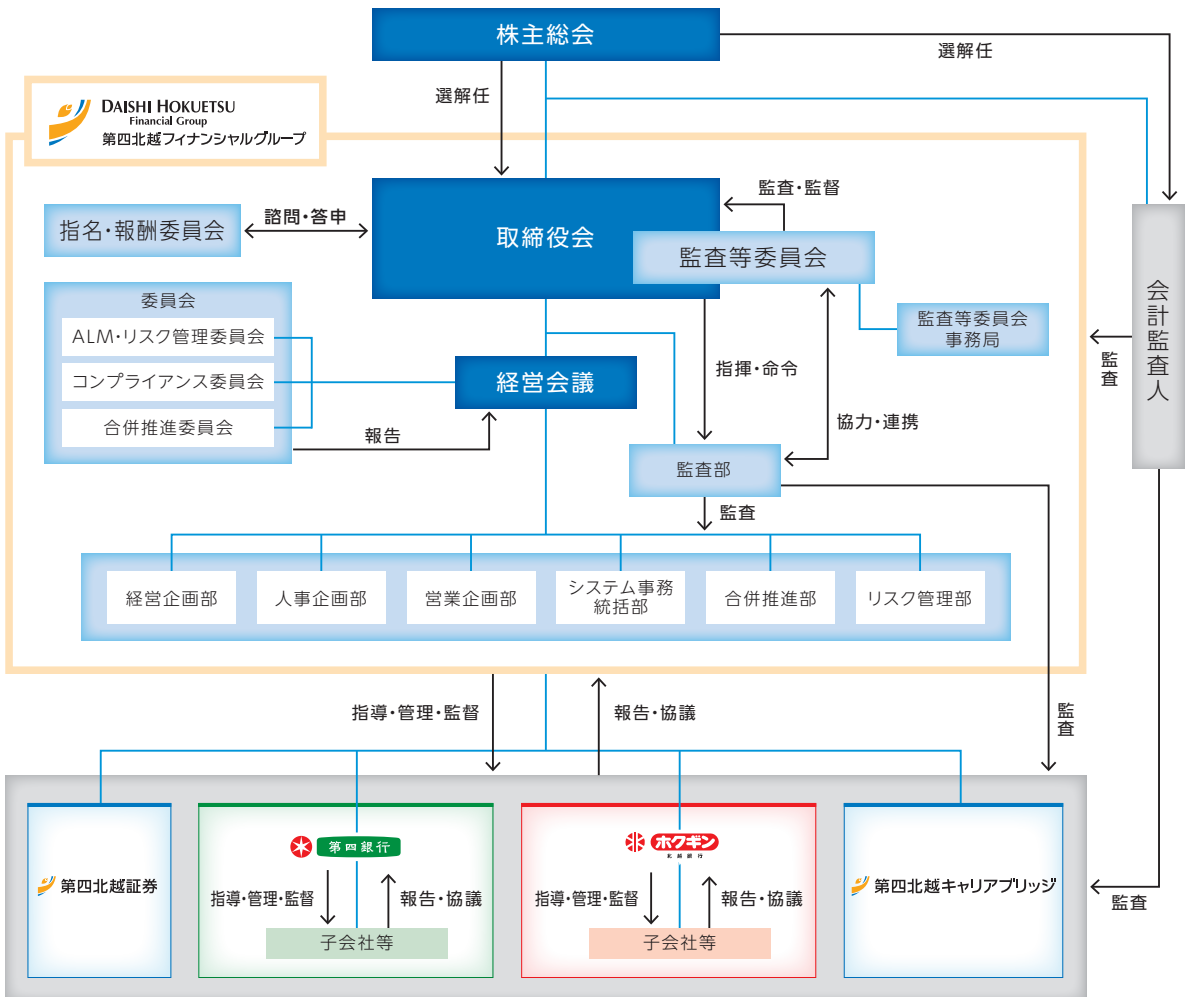 株主総会
選解任
選解任
DAISHI HOKUETSU
Financial Group
第四北越フィナンシャルグループ
監査・監督
指名・報酬委員会
諮問・答申
取締役会
監査等委員会
委員会
ALM・リスク管理委員会
コンプライアンス委員会
合併推進委員会
報告
経営会議
監査等委員会
事務局
会計監査人
監査
指揮・命令
協力・連携
監査部
監査
経営企画部
人事企画部
営業企画部
システム事務
統括部
合併推進部
リスク管理部
指導・管理・監督
報告・協議
監査
第四北越証券
第四銀行
指導・管理・監督
報告・協議
子会社等
ホクギン
北越銀行
指導・管理・監督
報告・協議
子会社等
第四北越キャリアブリッジ
監査